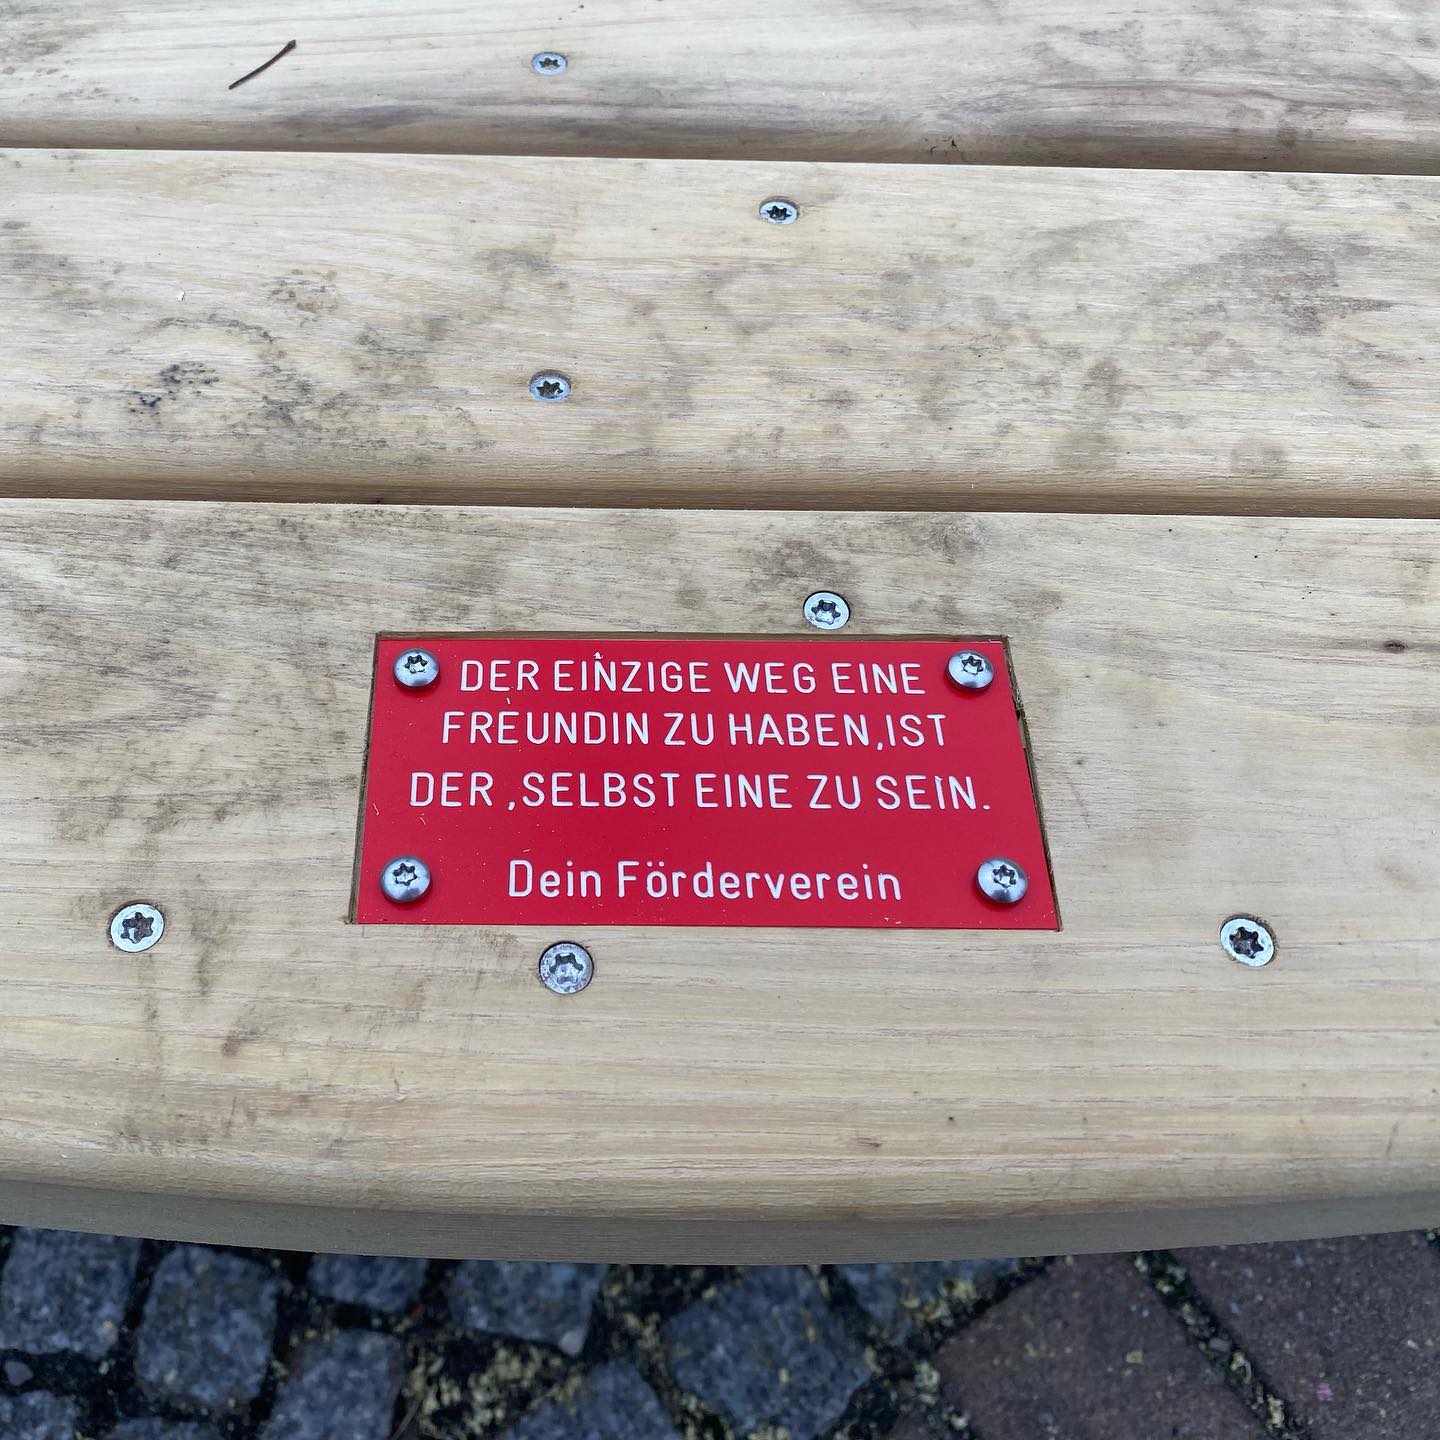 DER EINZIGE WEG EINE
FREUNDIN ZU HABEN,IST
DER ,SELBST EINE ZU SEIN.
Dein Förderverein